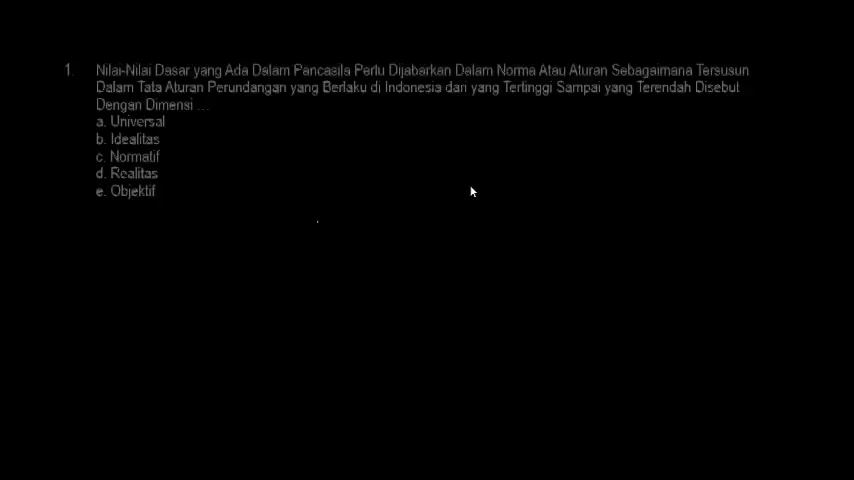 1. Nilai-Nilai Dasar yang Ada Dalam Pancasila Perlu Dijabarkan Dalam Norma Atau Aturan Sebagaimana Tersusun
Dalam Tata Aturan Perundangan yang Berlaku di Indonesia dari yang Tertinggi Sampai yang Terendah Disebut
Dengan Dimensi ...
a. Universal
b. Idealitas
c. Normatif
d. Realitas
e. Objektif